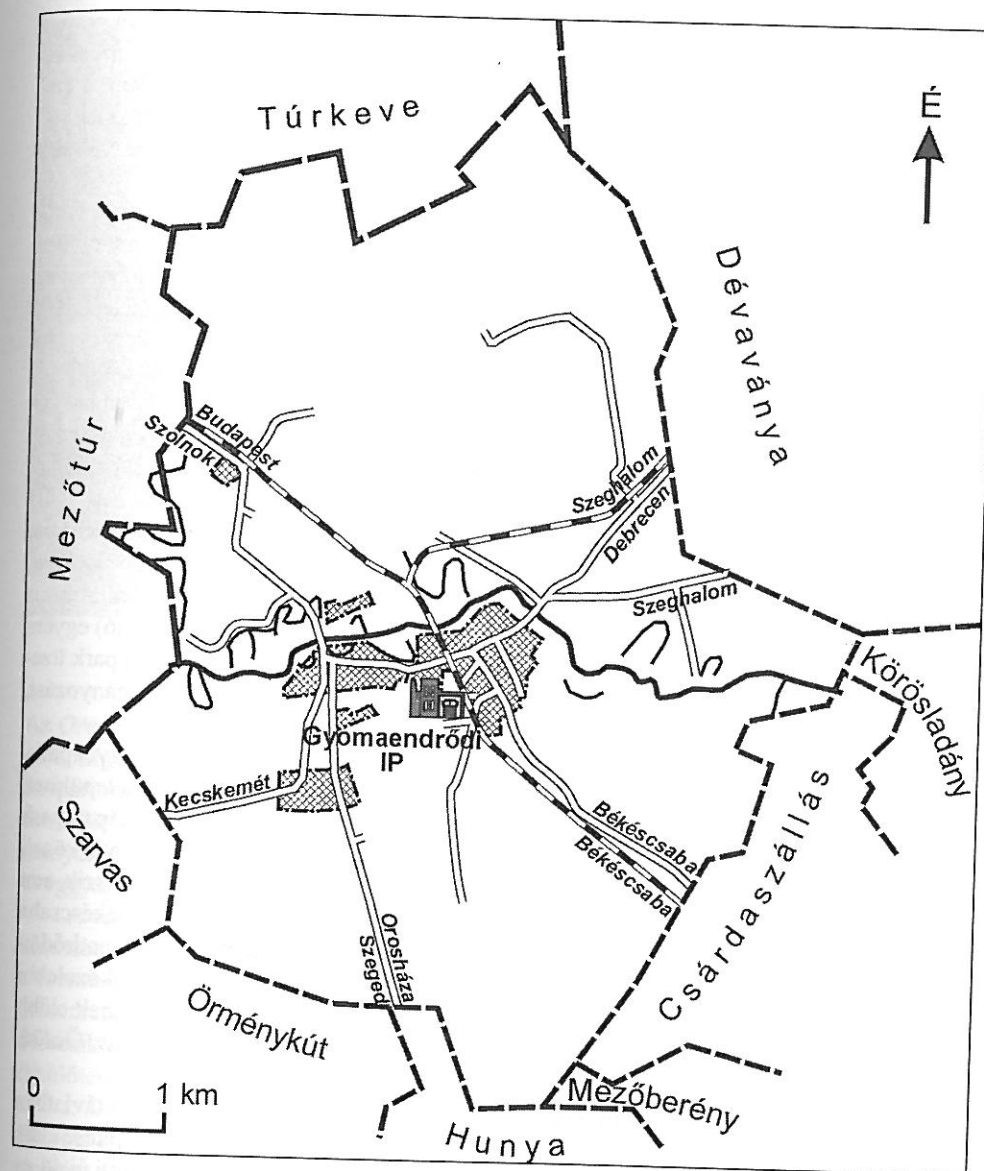 É
Túrkeve
Dévaványa
Mezőtúr
Budapest
Szolnok
Szeghalom
Debrecen
Szeghalom
Körösladány
Gyomaendrődi
IP
Kecskemét
Szarvas
Békéscsaba
Békéscsaba
Csárdaszállás
Orosháza
Szeged
Örménykút
0 1 km
Mezőberény
Hunya